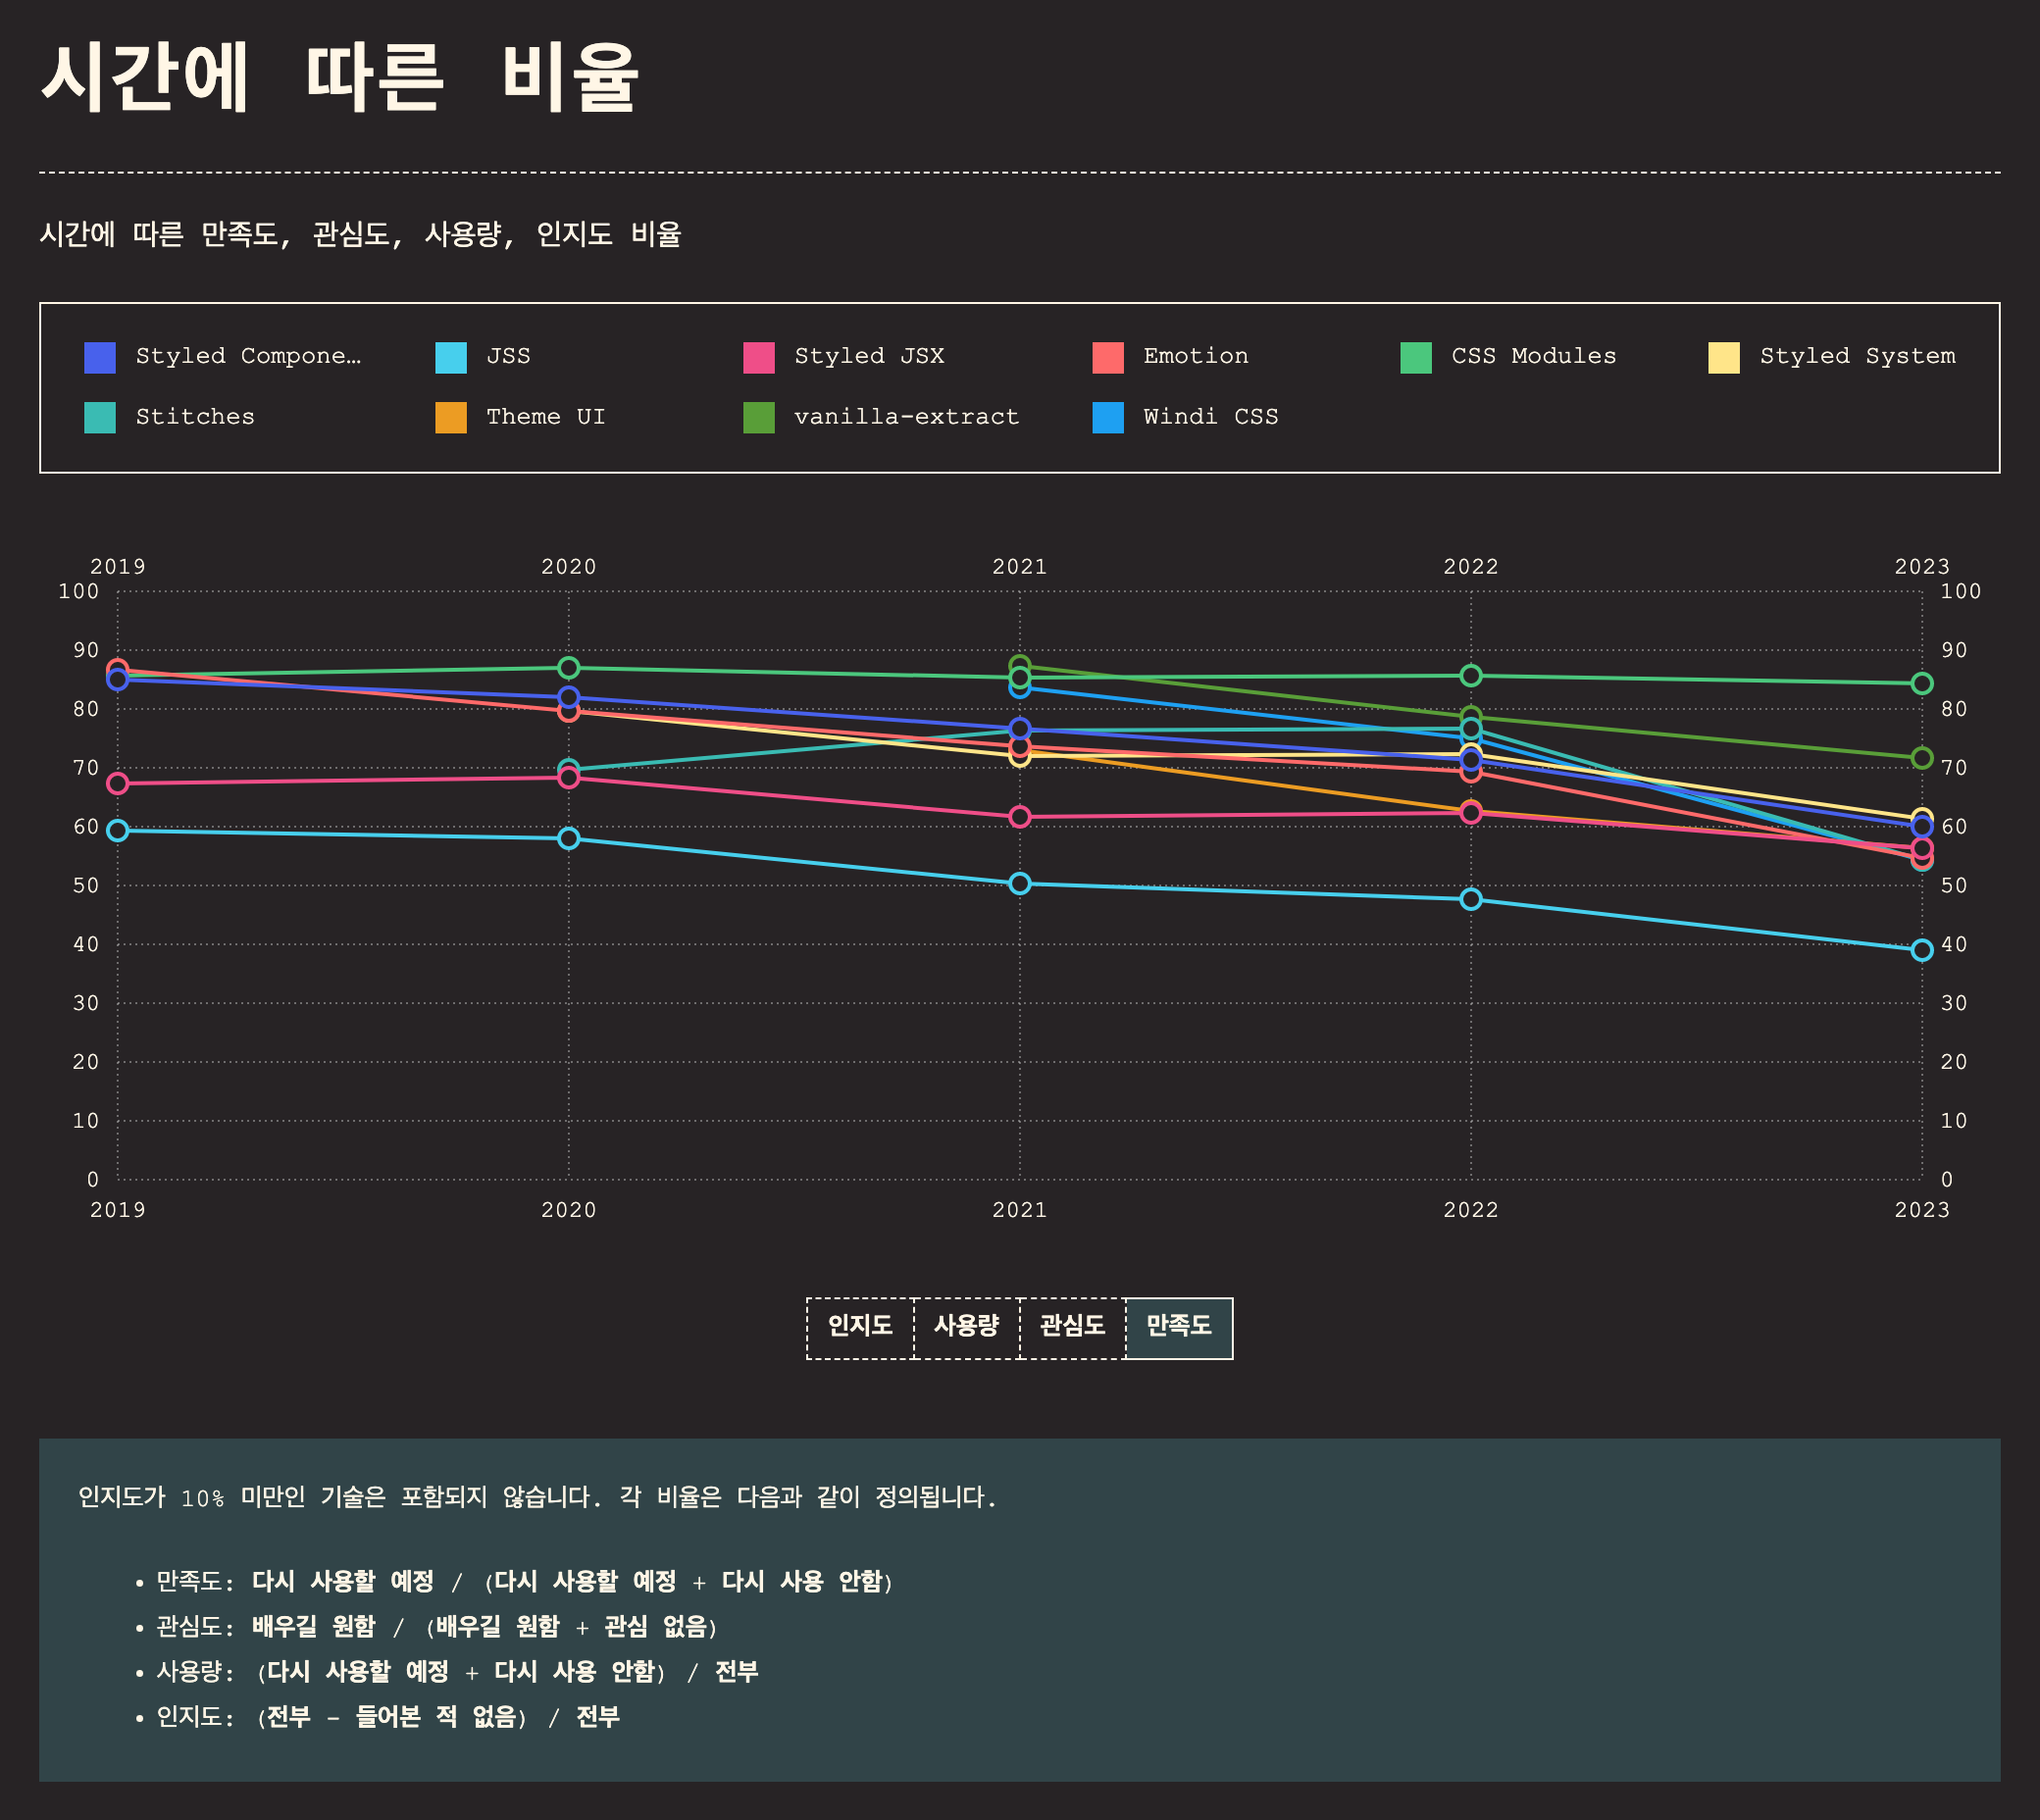 시간에 따른 비율
시간에 따른 만족도, 관심도, 사용량, 인지도 비율
Styled Compone… JSS Styled JSX Emotion CSS Modules Styled System
Stitches Theme UI vanilla-extract Windi CSS
2019 2020 2021 2022 2023
100 100
90 90
80 80
70 70
60 60
50 50
40 40
30 30
20 20
10 10
0 0
2019 2020 2021 2022 2023
인지도 사용량 관심도 만족도
인지도가 10% 미만인 기술은 포함되지 않습니다. 각 비율은 다음과 같이 정의됩니다.
• 만족도: 다시 사용할 예정 / (다시 사용할 예정 + 다시 사용 안함)
• 관심도: 배우길 원함 / (배우길 원함 + 관심 없음)
• 사용량: (다시 사용할 예정 + 다시 사용 안함) / 전부
• 인지도: (전부 - 들어본 적 없음) / 전부